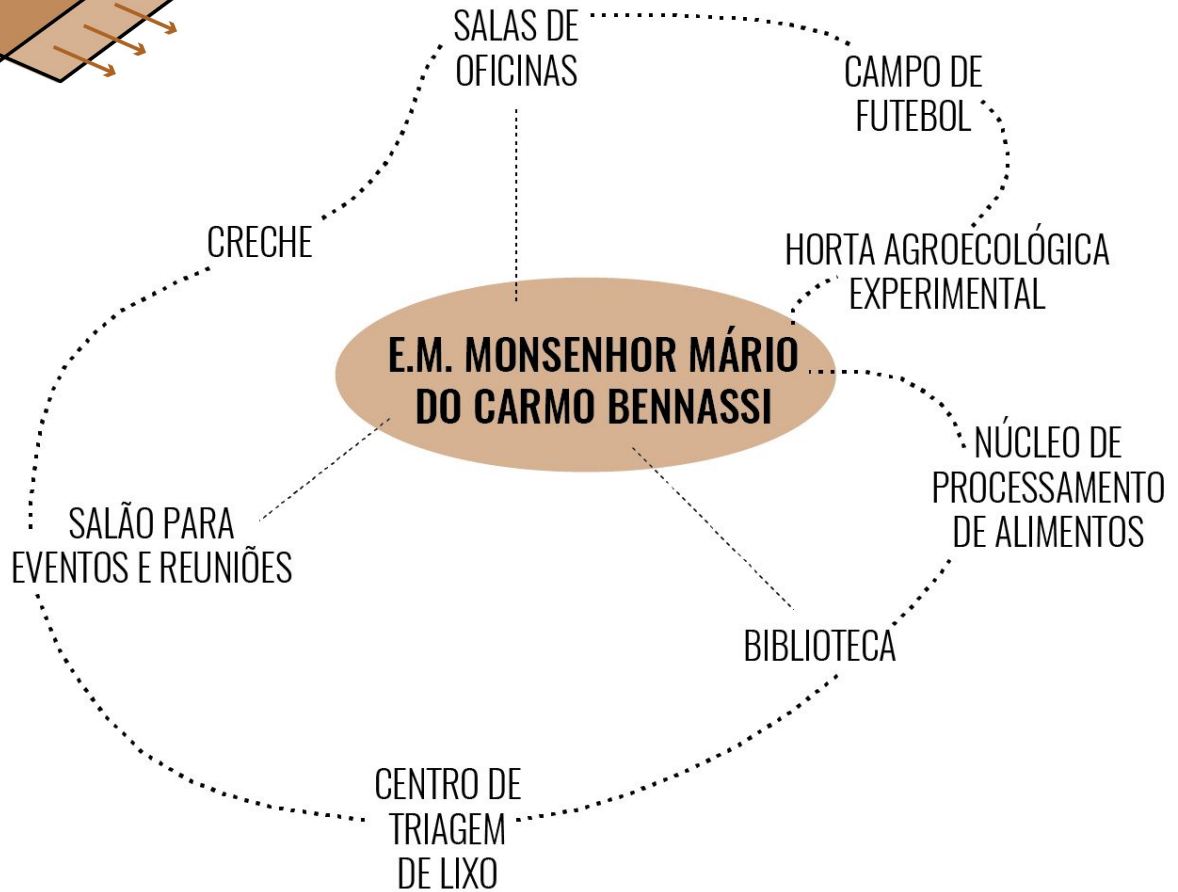 SALAS DE
OFICINAS
CAMPO DE
FUTEBOL
CRECHE
HORTA AGROECOLÓGICA
EXPERIMENTAL
E.M. MONSENHOR MÁRIO
DO CARMO BENNASSI
NÚCLEO DE
PROCESSAMENTO
DE ALIMENTOS
SALÃO PARA
EVENTOS E REUNIÕES
BIBLIOTECA
CENTRO DE
TRIAGEM
DE LIXO